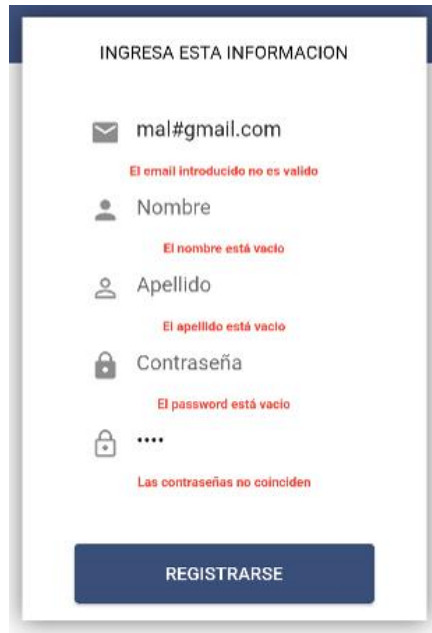 INGRESA ESTA INFORMACION
mal#gmail.com
El email introducido no es valido
Nombre
El nombre está vacio
Apellido
El apellido está vacio
Contraseña
El password está vacio
••••
Las contraseñas no coinciden
REGISTRARSE